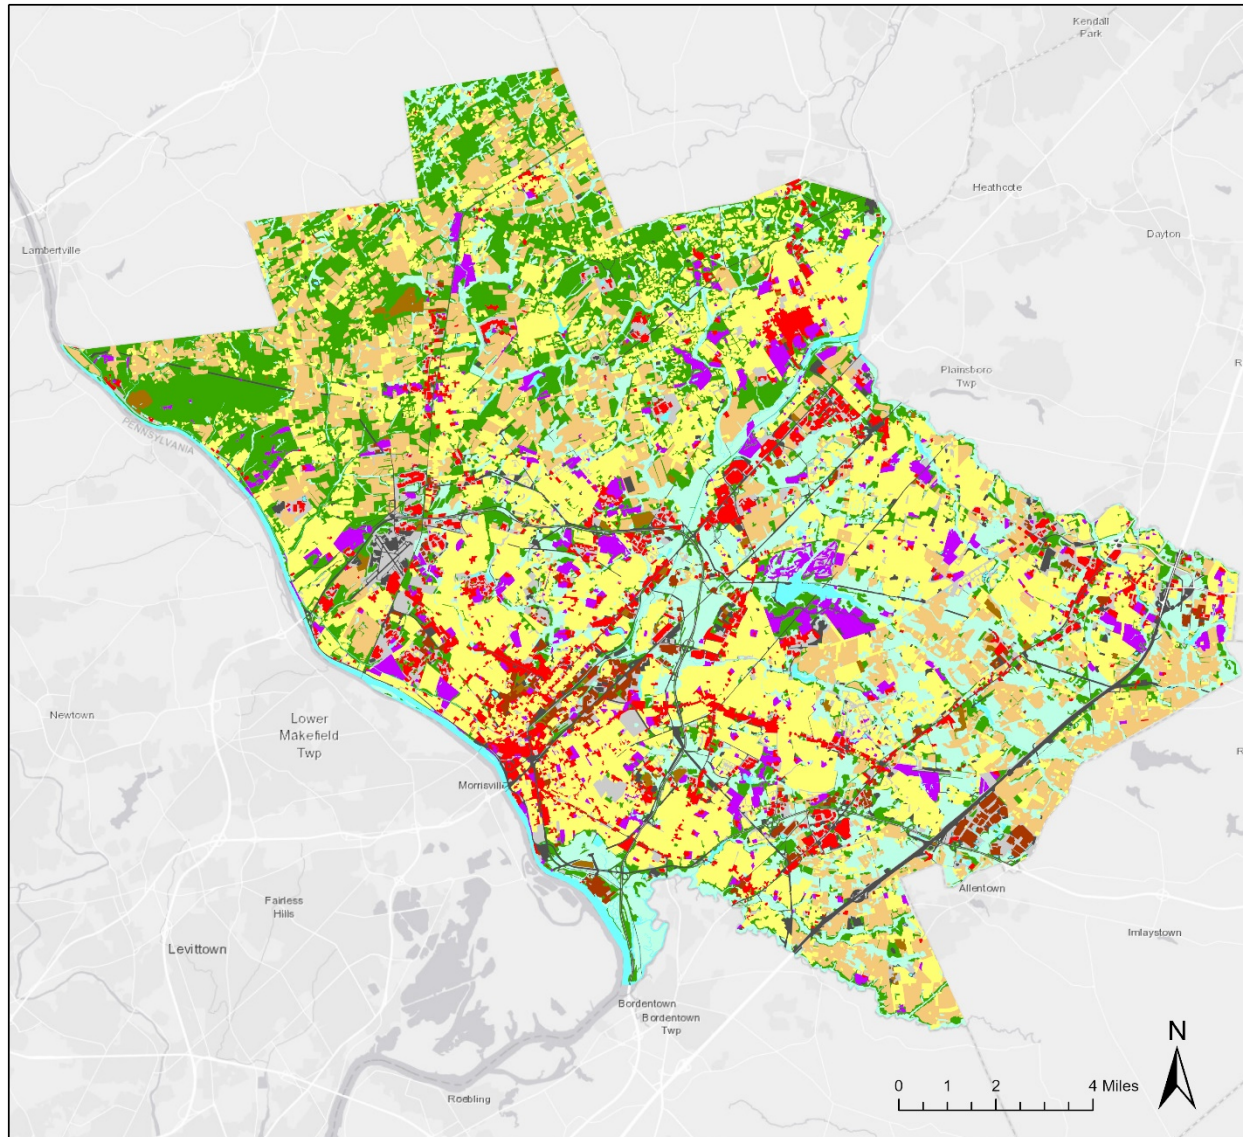 Kendall
Park
Heathcote
Lambertville
Dayton
Plainsboro
Twp
R
PENNSYLVANIA
Newtown
Lower
Makefield
Twp
R
Morrisville
Allentown
Fairless
Hills
Imlaystown
Levittown
Bordentown
Bordentown
Twp
N
0 1 2 4 Miles
Roebling